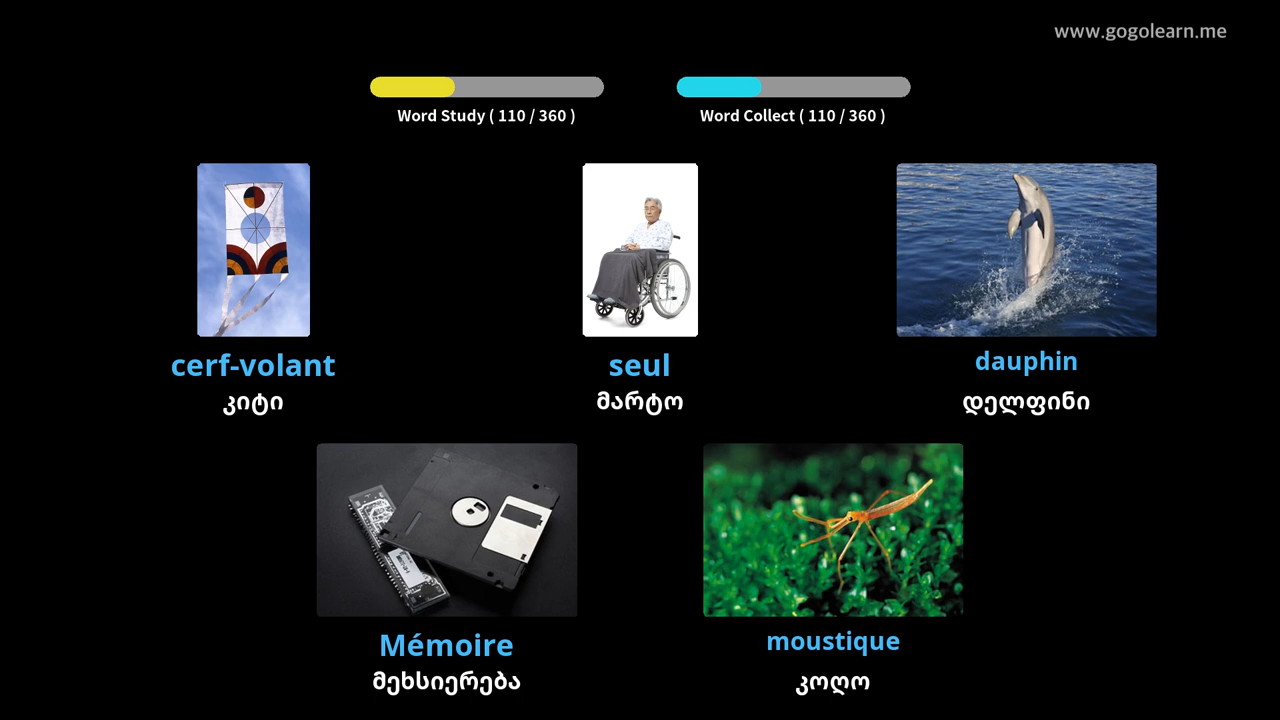 www.gogolearn.me
Word Study ( 110 / 360 )
Word Collect ( 110 / 360 )
cerf-volant
კიტი
seul
მარტო
dauphin
დელფინი
Mémoire
მეხსიერება
moustique
კოღო